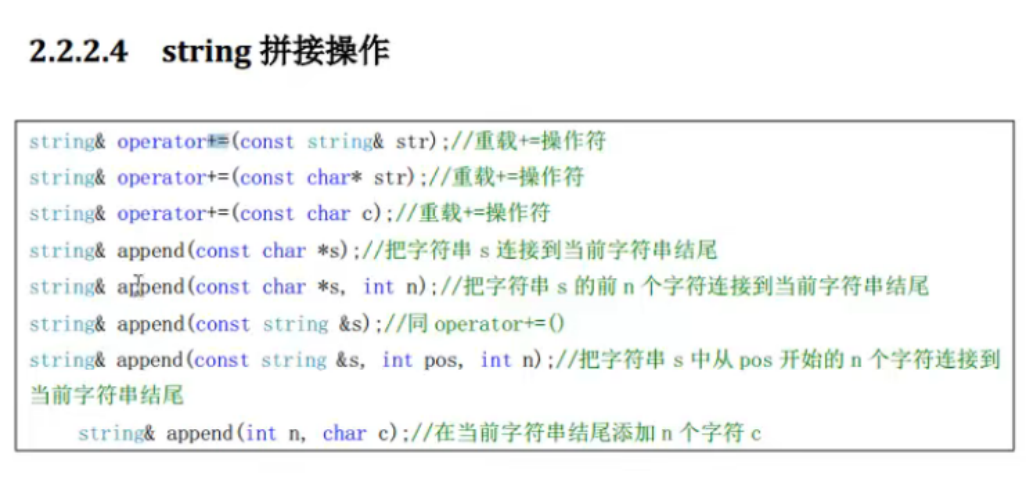 2.2.2.4 string 拼接操作
string& operator+=(const string& str);//重载+=操作符
string& operator+=(const char* str);//重载+=操作符
string& operator+=(const char c);//重载+=操作符
string& append(const char *s);//把字符串 s 连接到当前字符串结尾
string& append(const char *s, int n);//把字符串 s 的前 n 个字符连接到当前字符串结尾
string& append(const string &s);//同 operator+=()
string& append(const string &s, int pos, int n);//把字符串 s 中从 pos 开始的 n 个字符连接到
当前字符串结尾
string& append(int n, char c);//在当前字符串结尾添加 n 个字符 c